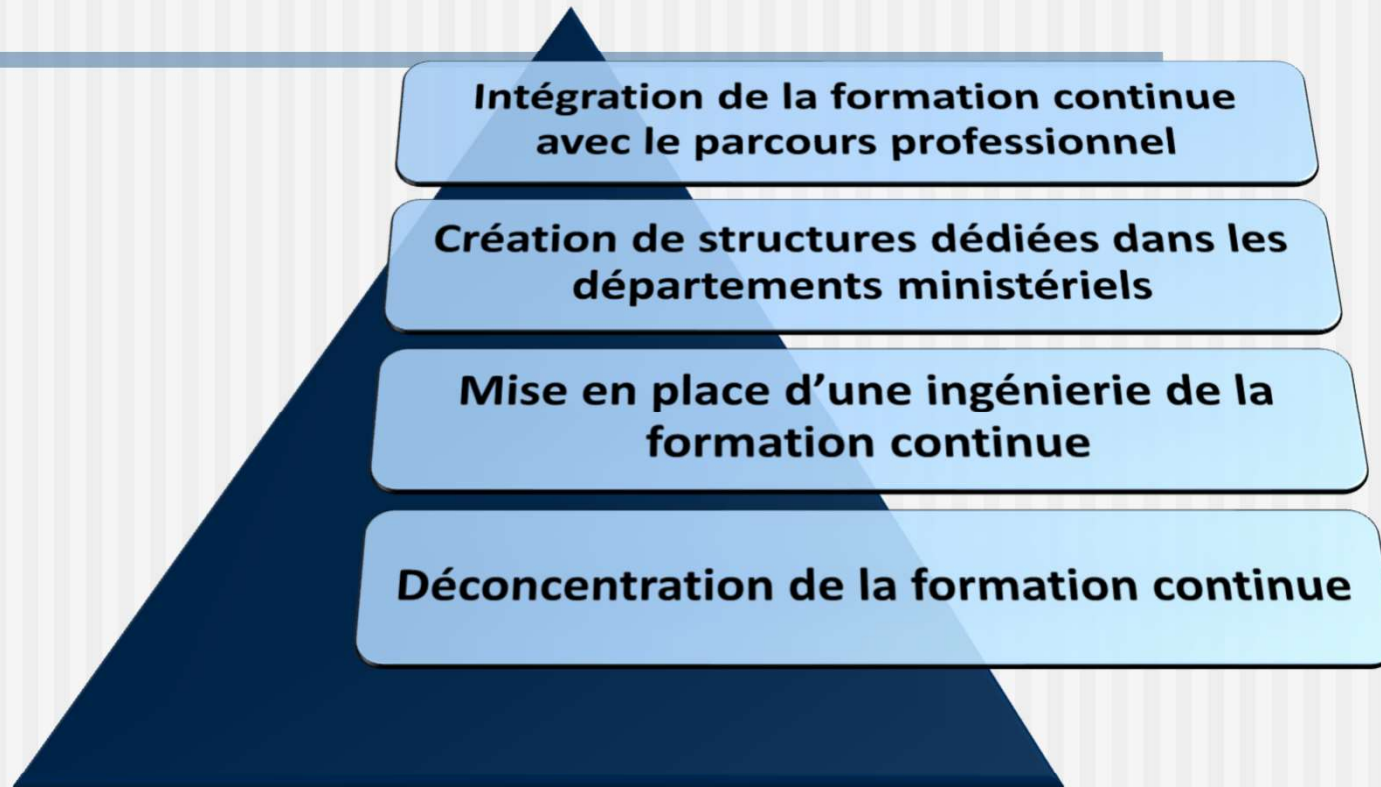 Intégration de la formation continue
avec le parcours professionnel
Création de structures dédiées dans les
départements ministériels
Mise en place d’une ingénierie de la
formation continue
Déconcentration de la formation continue